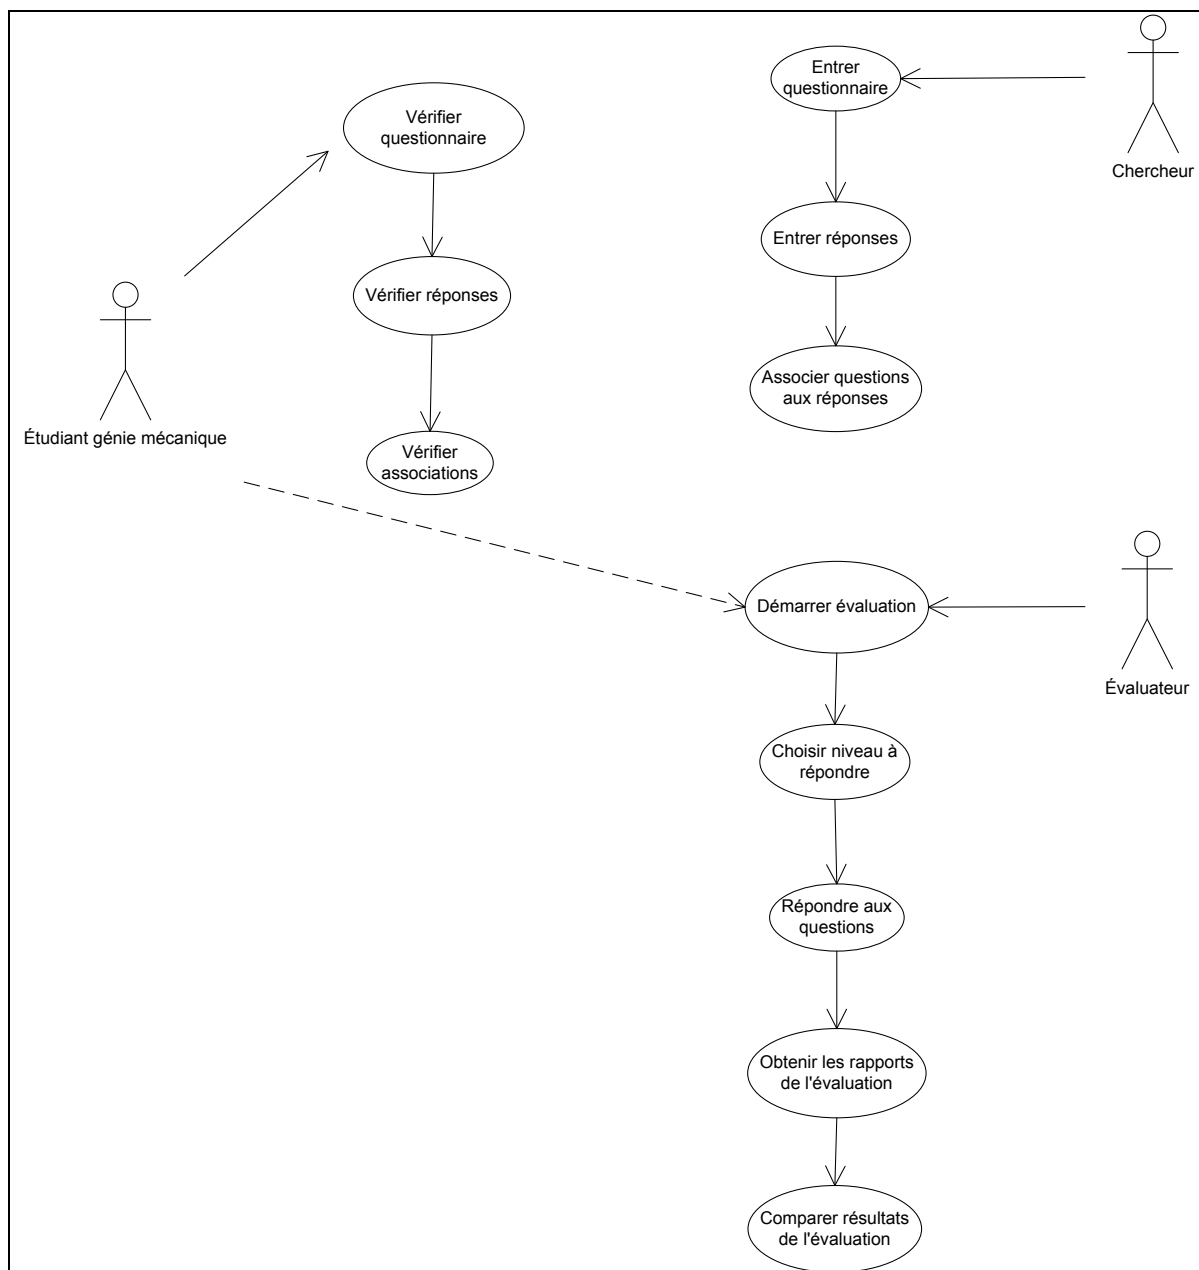 Entrer
questionnaire
Chercheur
Vérifier
questionnaire
Entrer réponses
Vérifier réponses
Associer questions
aux réponses
Étudiant génie mécanique
Vérifier
associations
Démarrer évaluation
Évaluateur
Choisir niveau à
répondre
Répondre aux
questions
Obtenir les rapports
de l'évaluation
Comparer résultats
de l'évaluation